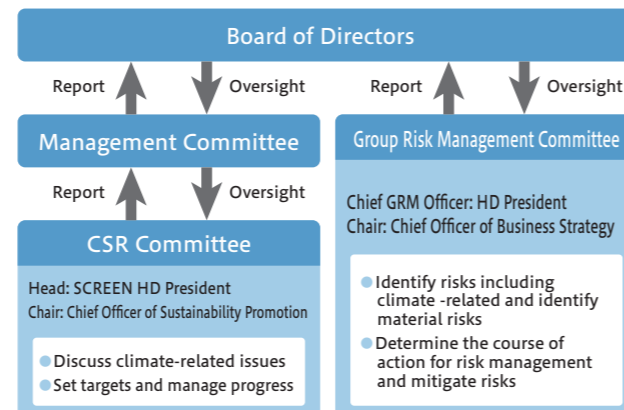 Board of Directors
Report
Oversight
Report
Oversight
Management Committee
Report
Oversight
CSR Committee
Head: SCREEN HD President
Chair: Chief Officer of Sustainability Promotion
Discuss climate-related issues
Set targets and manage progress
Group Risk Management Committee
Chief GRM Officer: HD President
Chair: Chief Officer of Business Strategy
Identify risks including
climate -related and identify
material risks
Determine the course of
action for risk management
and mitigate risks